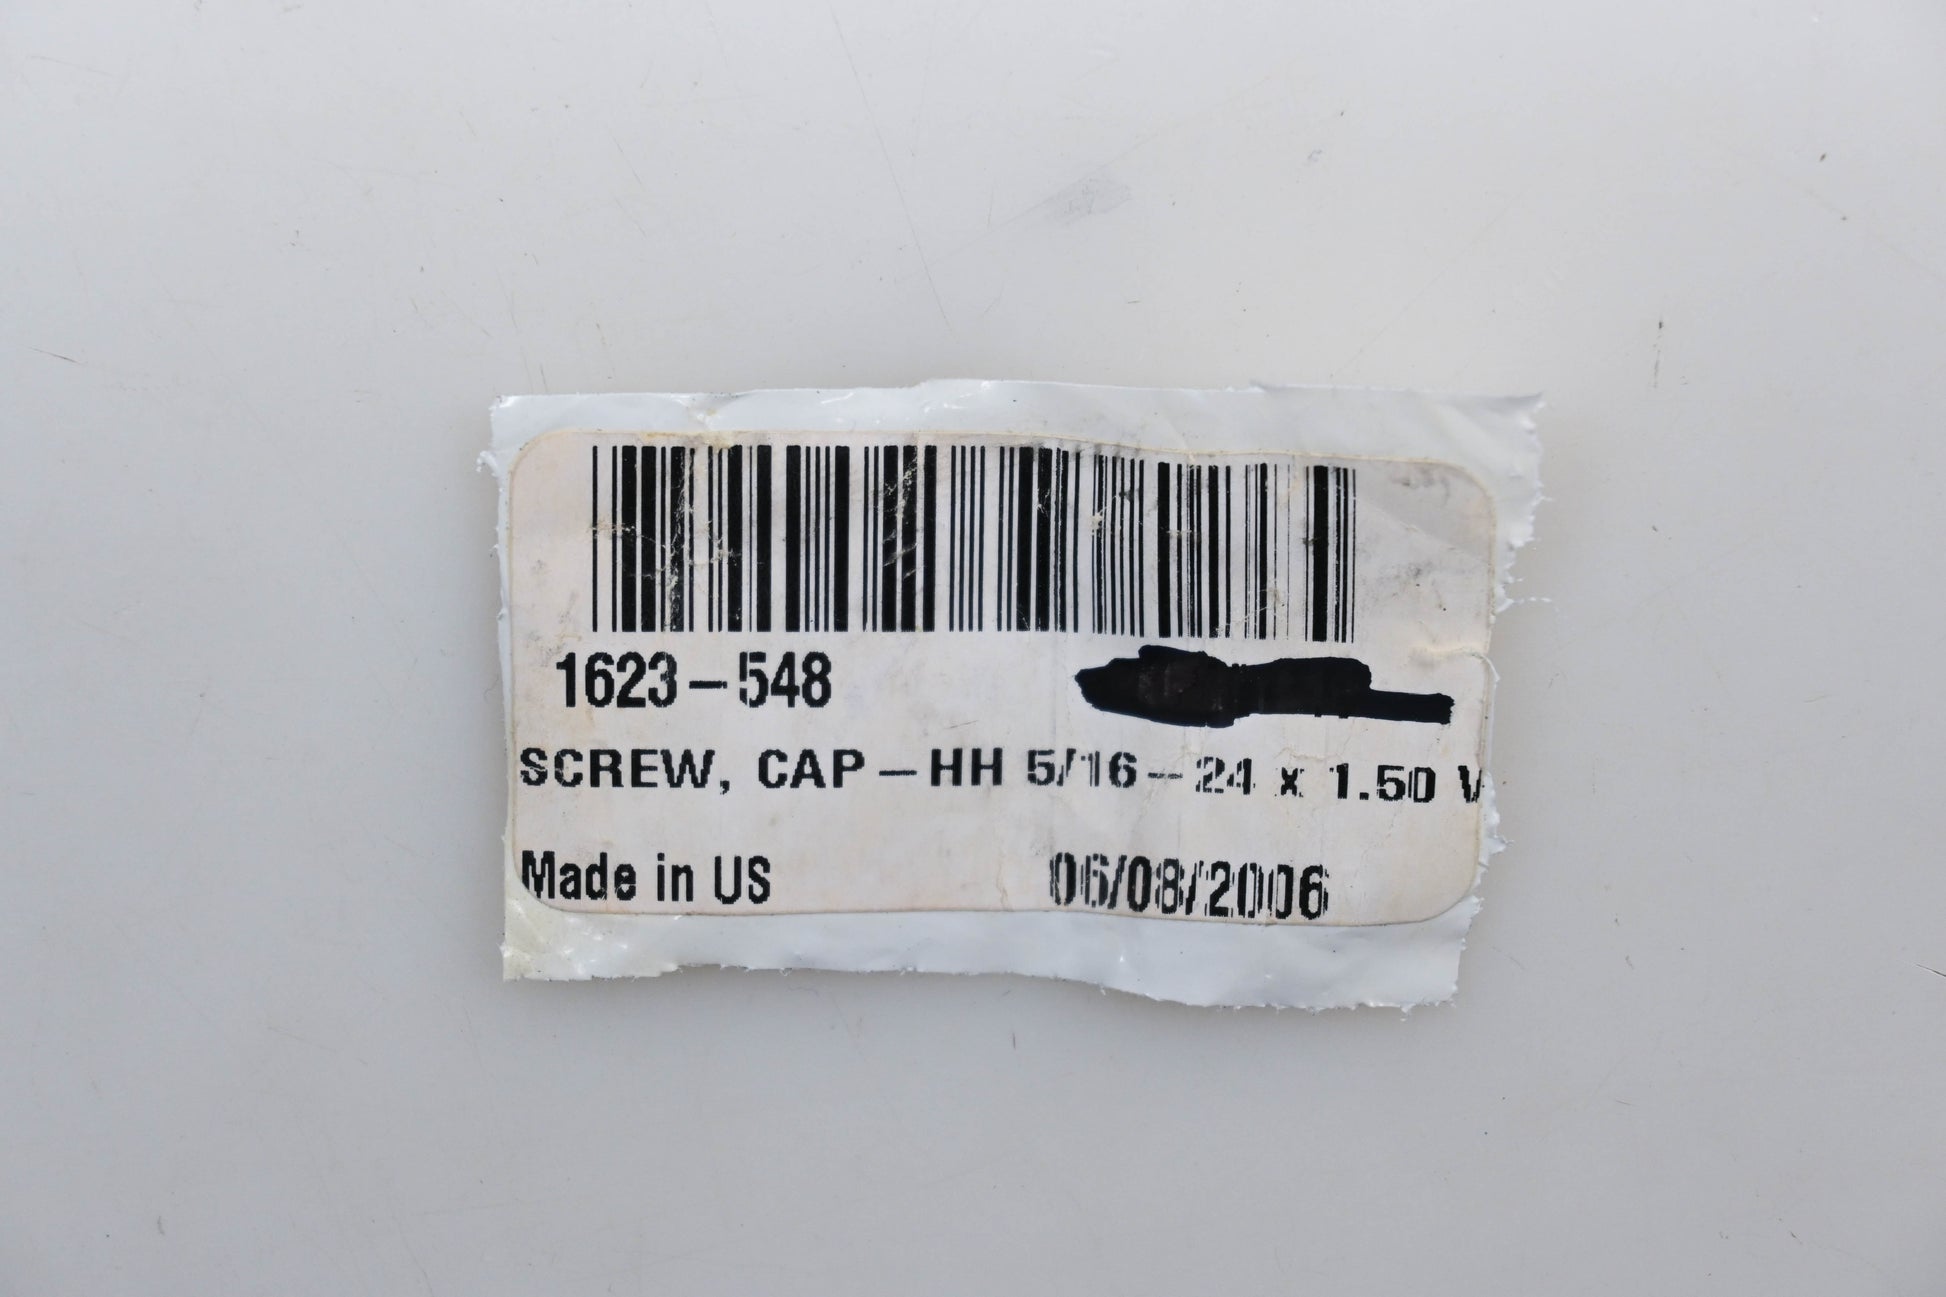 1623-548
SCREW, CAP-HH 5/16-24 x 1.50
Made in US 06/08/2006